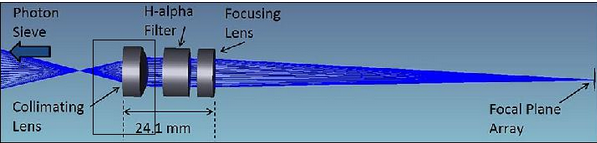 Photon
Sieve
H-alpha
Filter
Focusing
Lens
Collimating
Lens
24.1 mm
Focal Plane
Array